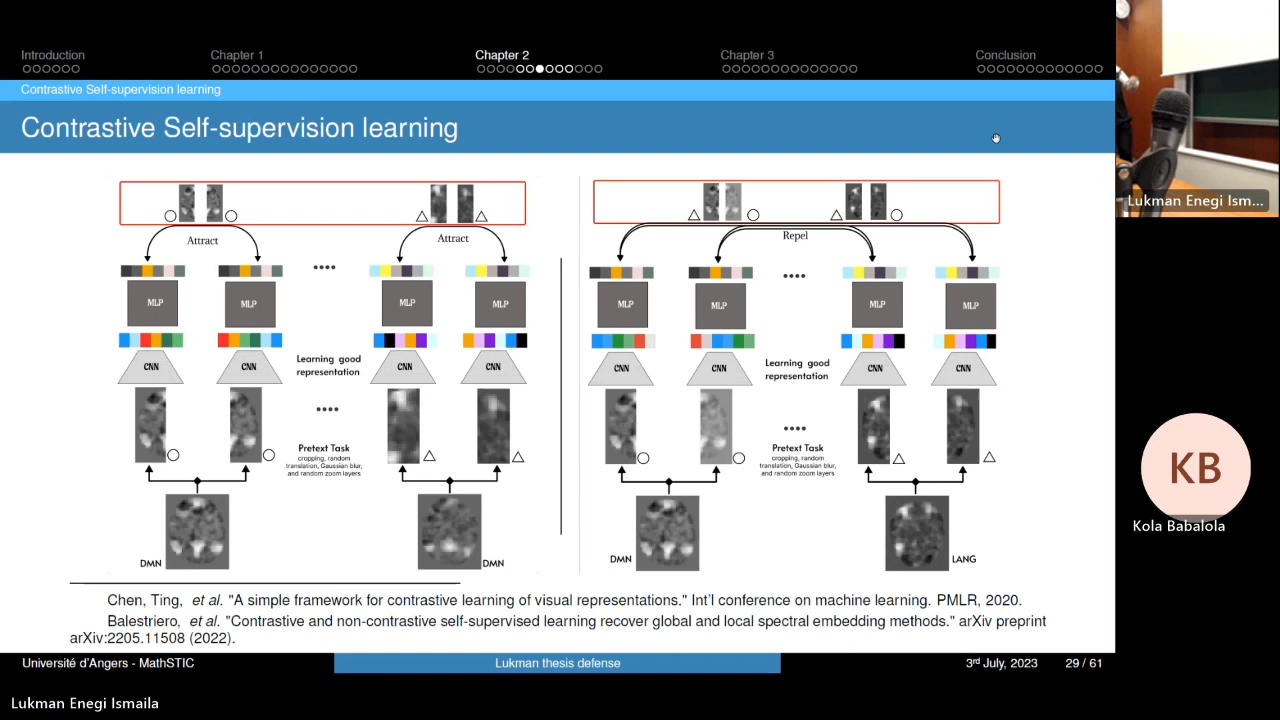 Introduction
Chapter 1
Chapter 2
Chapter 3
Conclusion
Contrastive Self-supervision learning
Contrastive Self-supervision learning
Attract
Attract
MLP
MLP
MLP
MLP
CNN
CNN
Learning good
representation
CNN
CNN
Pretext Task
cropping, random
translation, Gaussian blur,
and random zoom layers
DMN
DMN
Repel
MLP
MLP
MLP
MLP
CNN
CNN
Learning good
representation
CNN
CNN
Pretext Task
cropping, random
translation, Gaussian blur,
and random zoom layers
DMN
LANG
Chen, Ting, et al. "A simple framework for contrastive learning of visual representations." Int'l conference on machine learning. PMLR, 2020.
Balestriero, et al. "Contrastive and non-contrastive self-supervised learning recover global and local spectral embedding methods." arXiv preprint
arXiv:2205.11508 (2022).
Université d'Angers - MathSTIC
Lukman thesis defense
3rd July, 2023
29 / 61
Lukman Enegi Ism...
KB
Kola Babalola
Lukman Enegi Ismaila